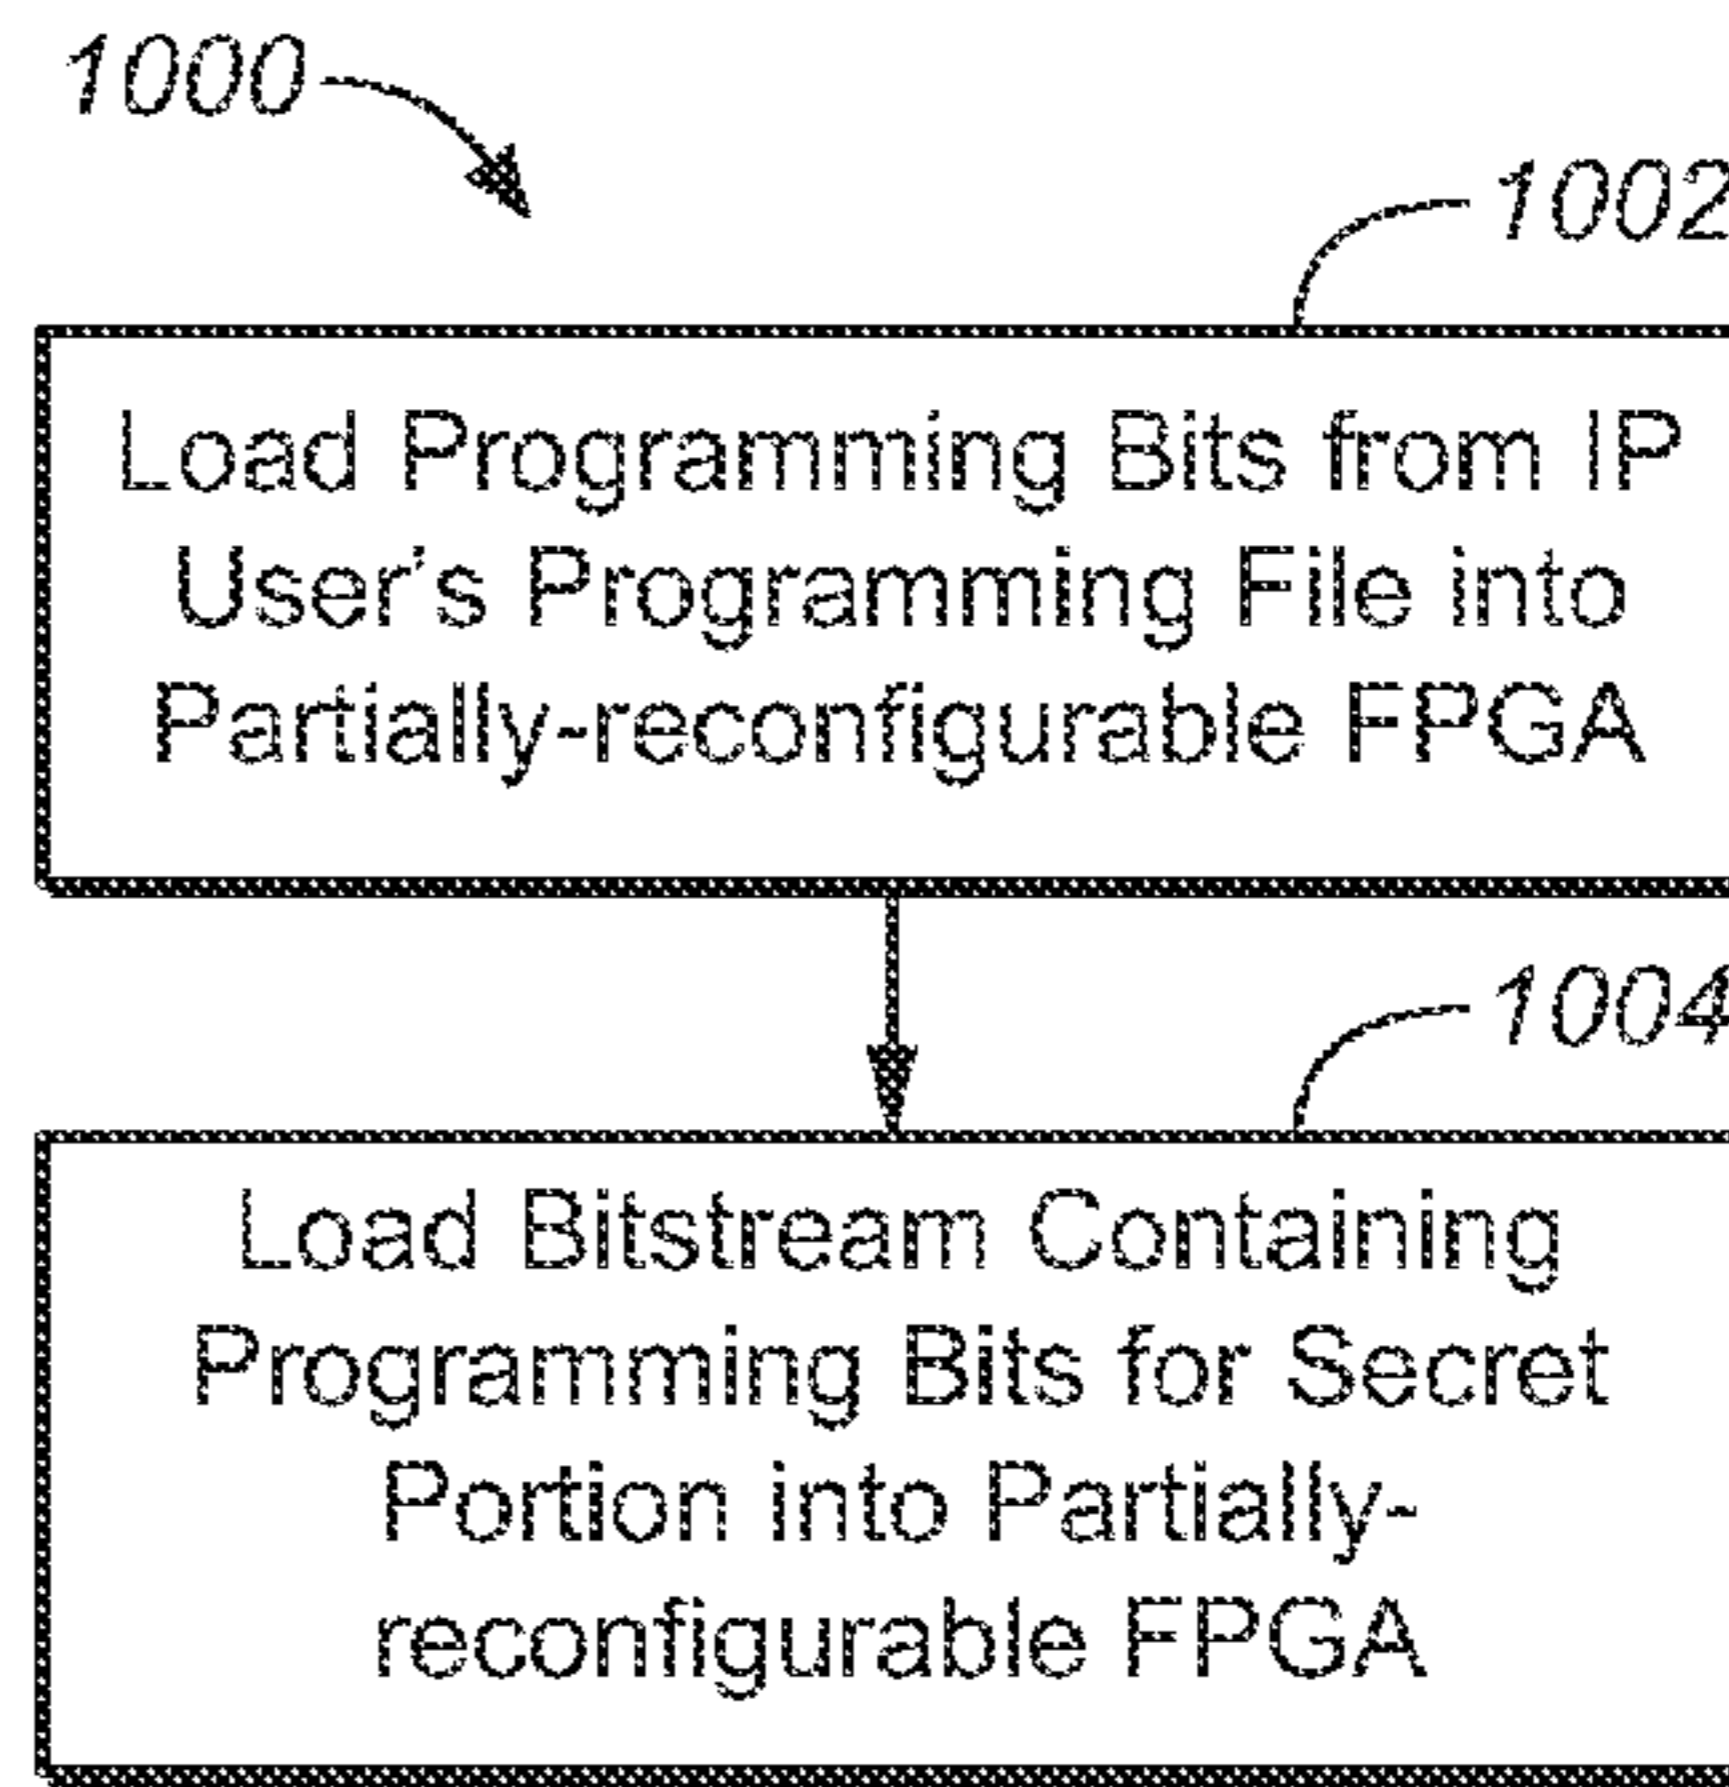 1000
1002
Load Programming Bits from IP
User's Programming File into
Partially-reconfigurable FPGA
1004
Load Bitstream Containing
Programming Bits for Secret
Portion into Partially-
reconfigurable FPGA